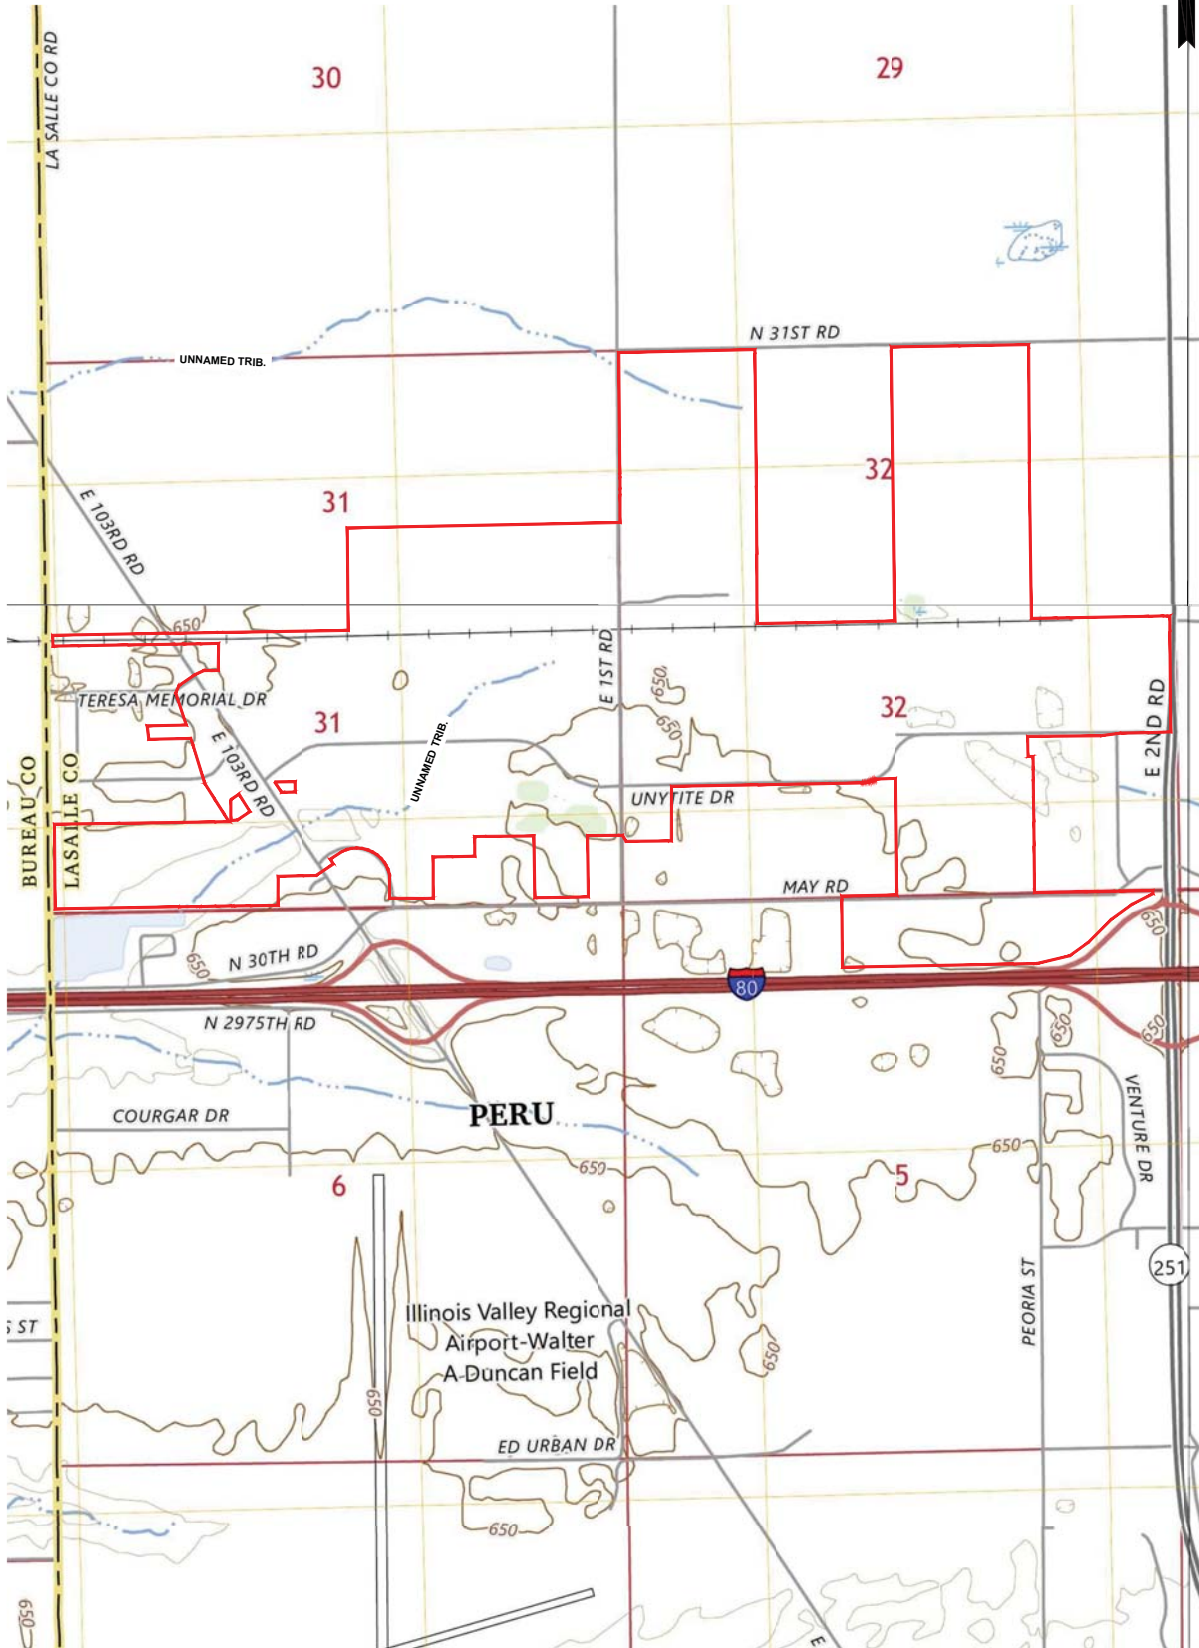 LA SALLE CO RD
30
29
N 31ST RD
UNNAMED TRIB.
32
31
E 103RD RD
650
E 1ST RD
650
TERESA MEMORIAL DR
E 2ND RD
32
31
650
E 103RD RD
UNNAMED TRIB.
BUREAU CO
LASALLE CO
UNYTITE DR
MAY RD
650
N 30TH RD
650
80
N 2975TH RD
650
650
650
VENTURE DR
COURGAR DR
PERU
650
650
6
5
251
PEORIA ST
S ST
Illinois Valley Regional
Airport-Walter
A Duncan Field
650
650
ED URBAN DR
650
650
E